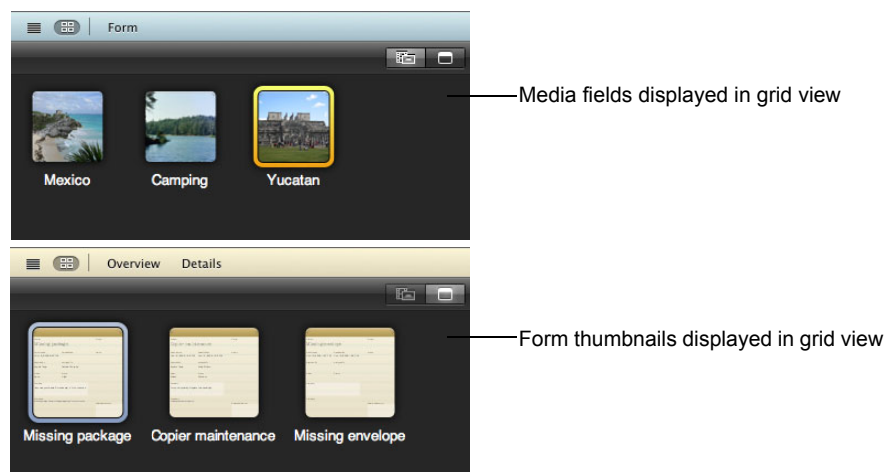 Form
Media fields displayed in grid view
Mexico Camping Yucatan
Overview Details
Form thumbnails displayed in grid view
Missing package Copier maintenance Missing envelope